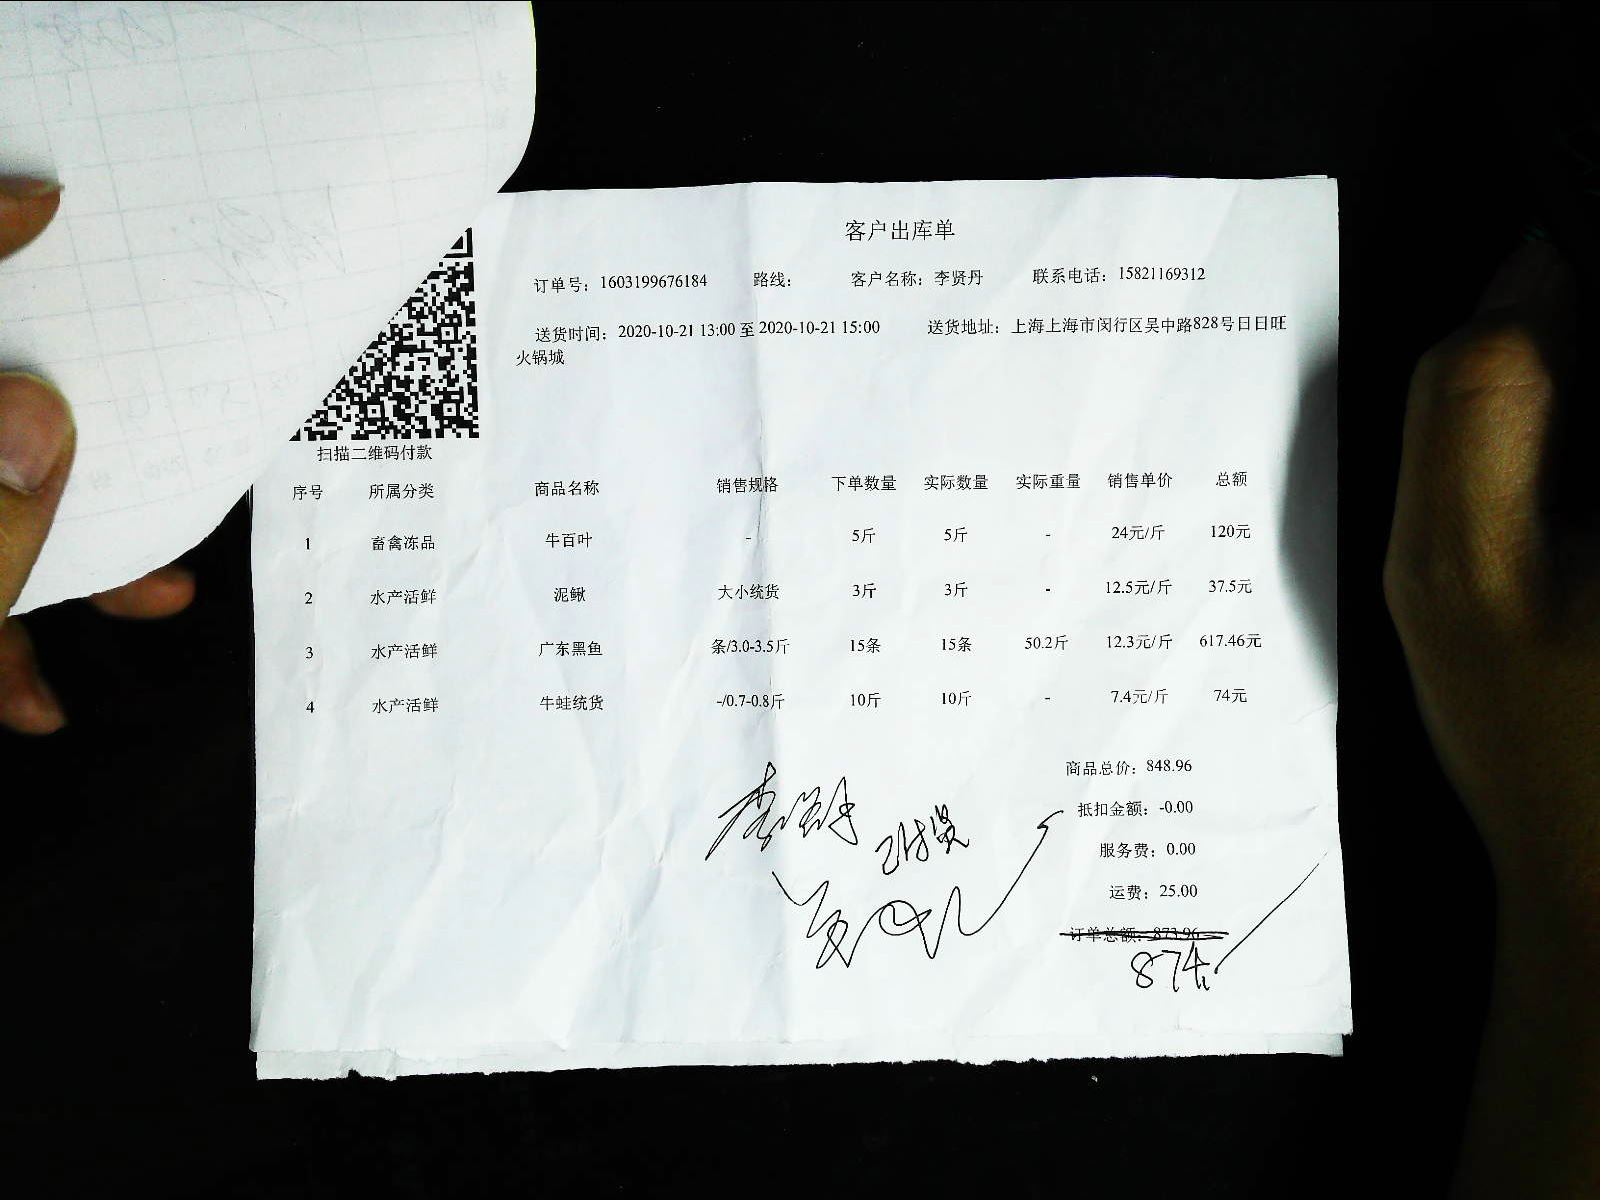 客户出库单
订单号：1603199676184 路线： 客户名称：李贤丹 联系电话：15821169312
送货时间：2020-10-21 13:00 至 2020-10-21 15:00 送货地址：上海上海市闵行区吴中路828号日日旺
火锅城
扫描二维码付款
序号 所属分类 商品名称 销售规格 下单数量 实际数量 实际重量 销售单价 总额
1 畜禽冻品 牛百叶 - 5斤 5斤 - 24元/斤 120元
2 水产活鲜 泥鳅 大小统货 3斤 3斤 - 12.5元/斤 37.5元
3 水产活鲜 广东黑鱼 条/3.0-3.5斤 15条 15条 50.2斤 12.3元/斤 617.46元
4 水产活鲜 牛蛙统货 -/0.7-0.8斤 10斤 10斤 - 7.4元/斤 74元
商品总价：848.96
抵扣金额：-0.00
服务费：0.00
运费：25.00
订单总额：873.96
874